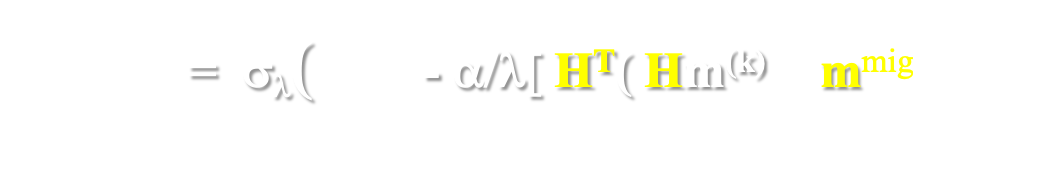 = σλ( - α/λ[ Hᵀ( Hm⁽ᵏ⁾ mᵐⁱᵍ